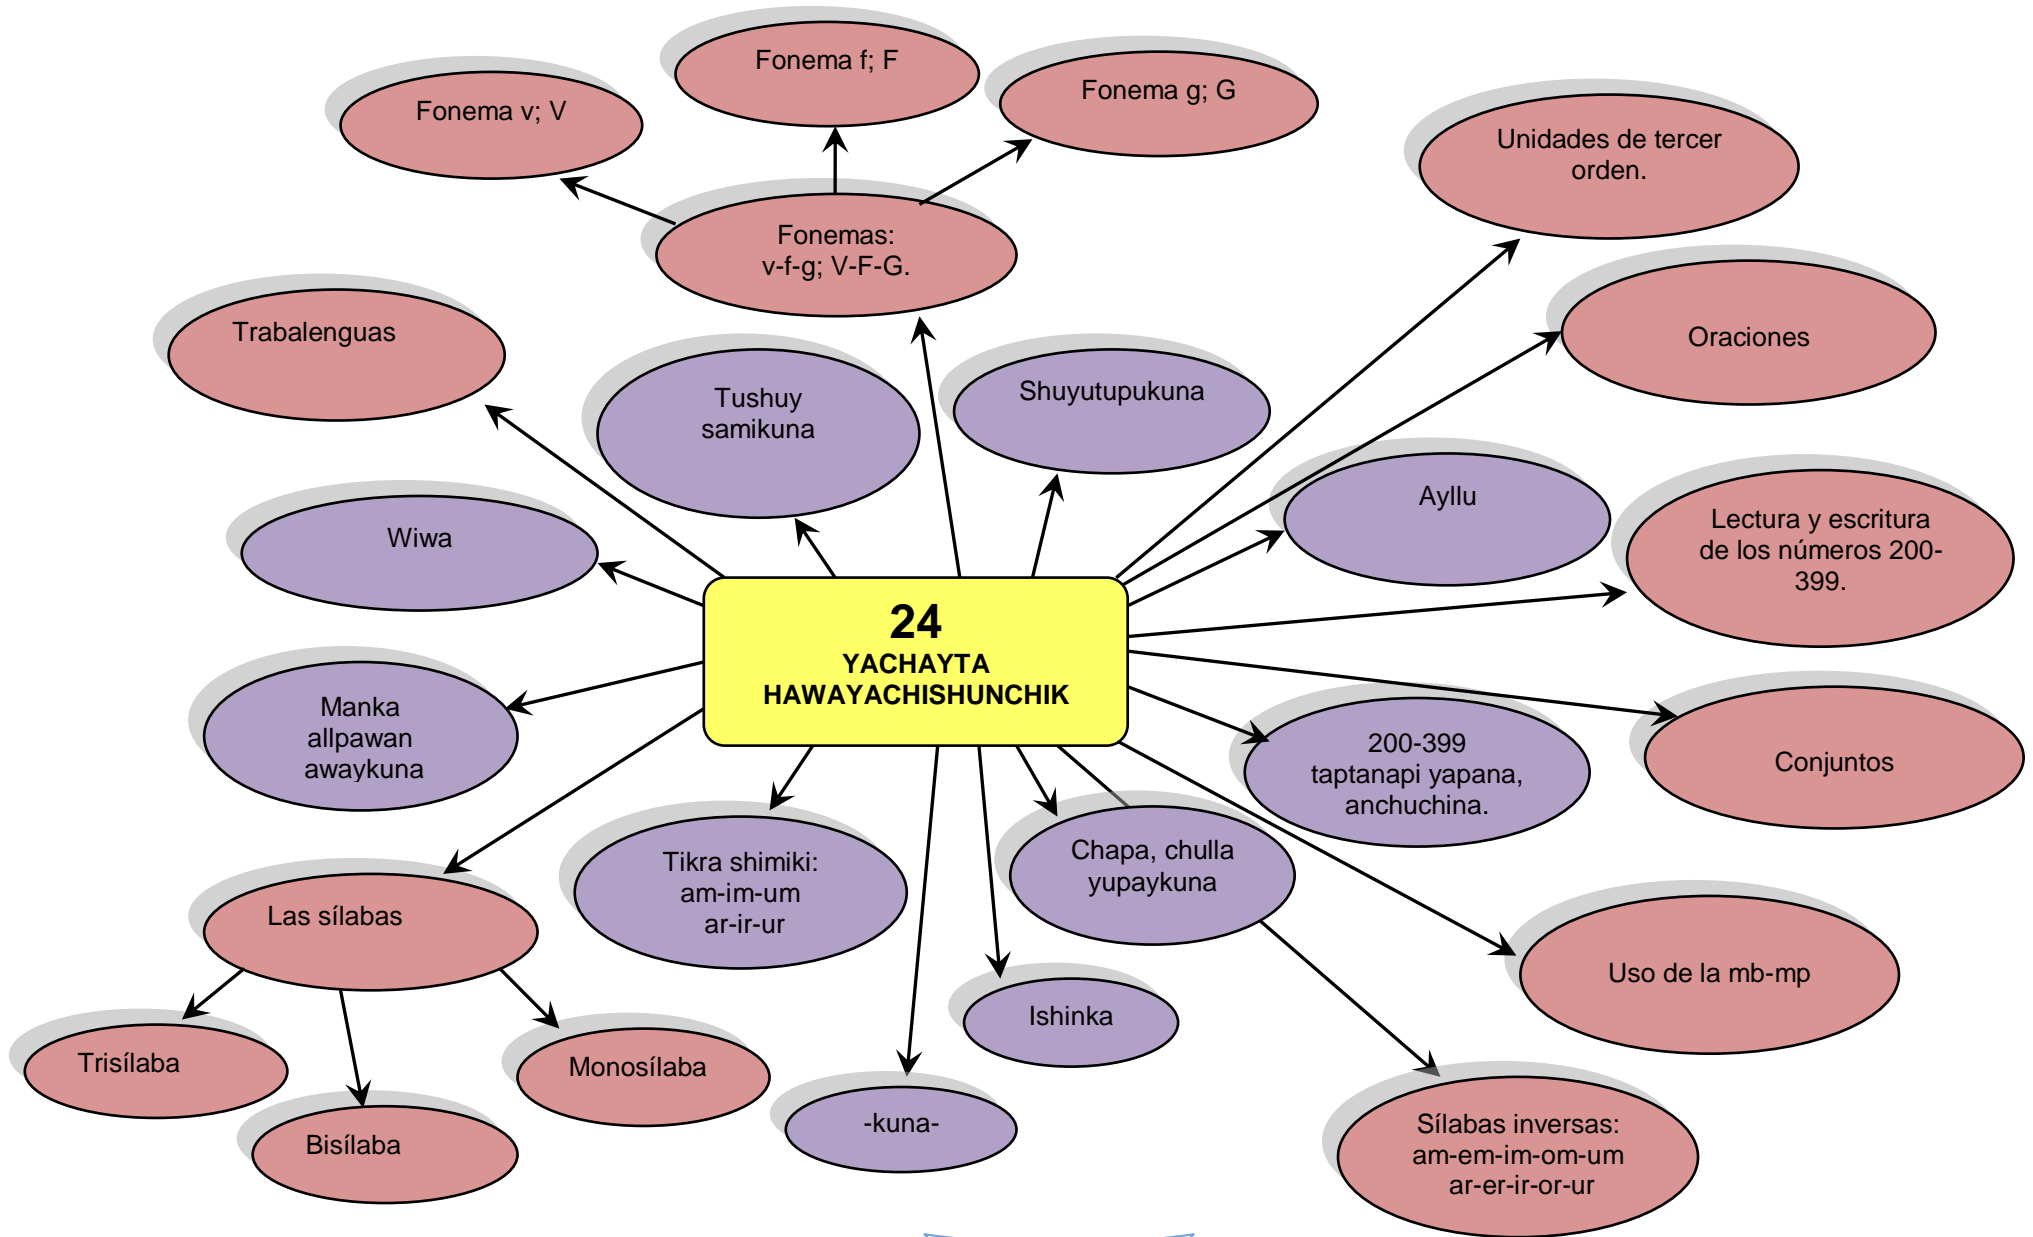 Fonema f; F
Fonema v; V
Fonema g; G
Unidades de tercer
orden.
Fonemas:
v-f-g; V-F-G.
Trabalenguas
Oraciones
Tushuy
samikuna
Shuyutupukuna
Wiwa
Ayllu
Lectura y escritura
de los números 200-
399.
24
YACHAYTA
HAWAYACHISHUNCHIK
Manka
allpawan
awaykuna
200-399
taptanapi yapana,
anchuchina.
Conjuntos
Tikra shimiki:
am-im-um
ar-ir-ur
Chapa, chulla
yupaykuna
Las sílabas
Uso de la mb-mp
Ishinka
Trisílaba
Monosílaba
Bisílaba
-kuna-
Sílabas inversas:
am-em-im-om-um
ar-er-ir-or-ur